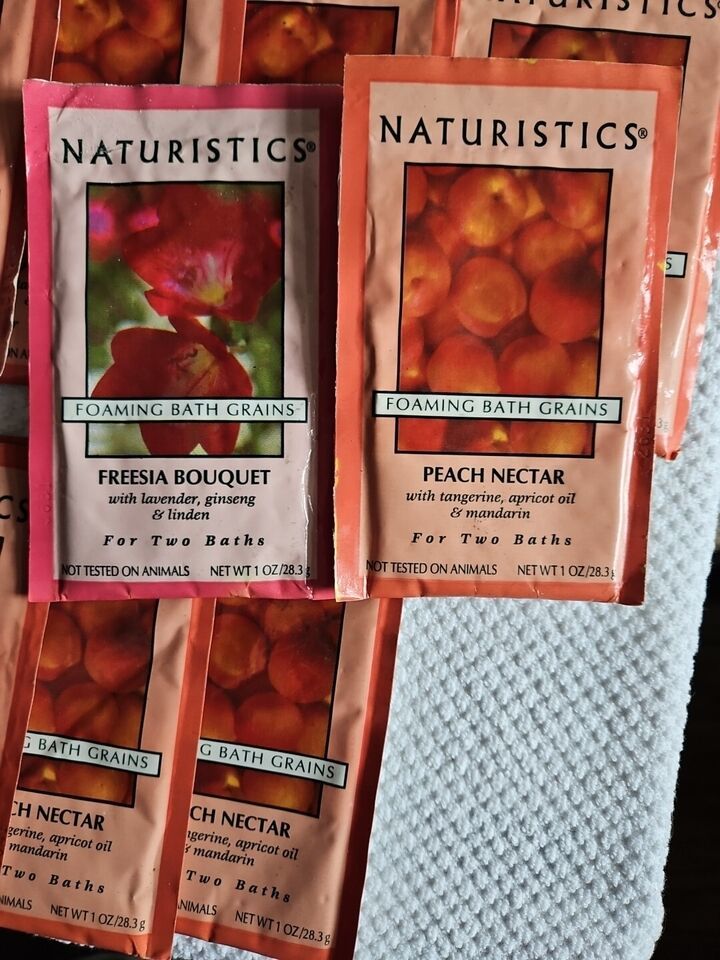 NATURISTICS
NATURISTICS®
FOAMING BATH GRAINS
FREESIA BOUQUET
with lavender, ginseng
& linden
For Two Baths
NOT TESTED ON ANIMALS NET WT 1 OZ/28.3 g
NATURISTICS®
FOAMING BATH GRAINS
PEACH NECTAR
with tangerine, apricot oil
& mandarin
For Two Baths
NOT TESTED ON ANIMALS NET WT 1 OZ/28.3 g
G BATH GRAINS
CH NECTAR
gerine, apricot oil
mandarin
Two Baths
NIMALS NET WT 1 OZ/28.3 g
G BATH GRAINS
CH NECTAR
ngerine, apricot oil
& mandarin
Two Baths
NIMALS NET WT 1 OZ/28.3 g